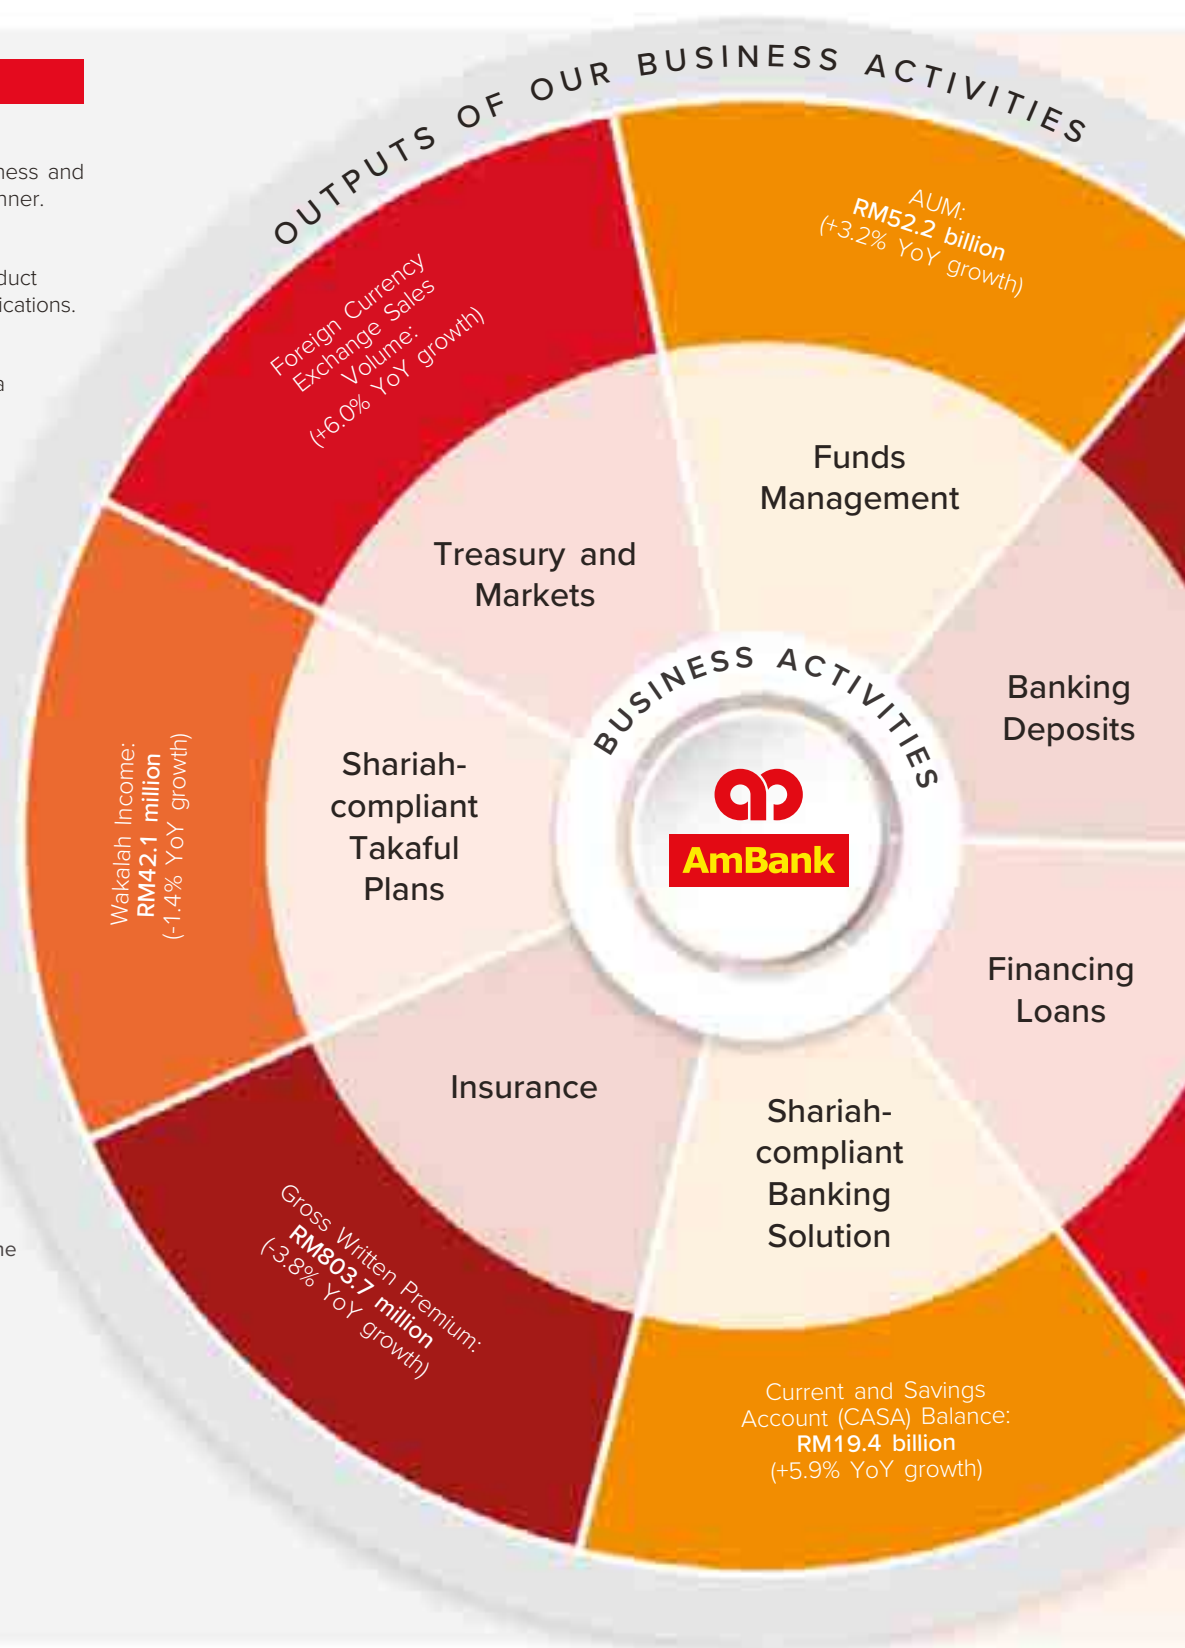 ness and
nner.
duct
ications.
a
ne
OUTPUTS OF OUR BUSINESS ACTIVITIES
AUM:
RM52.2 billion
(+3.2% YoY growth)
Foreign Currency
Exchange Sales
Volume:
(+6.0% YoY growth)
Funds
Management
Treasury and
Markets
BUSINESS ACTIVITIES
Banking
Deposits
Wakalah Income:
RM42.1 million
(-1.4% YoY growth)
Shariah-
compliant
Takaful
Plans
AmBank
Financing
Loans
Insurance
Shariah-
compliant
Banking
Solution
Gross Written Premium:
RM803.7 million
(-3.8% YoY growth)
Current and Savings
Account (CASA) Balance:
RM19.4 billion
(+5.9% YoY growth)